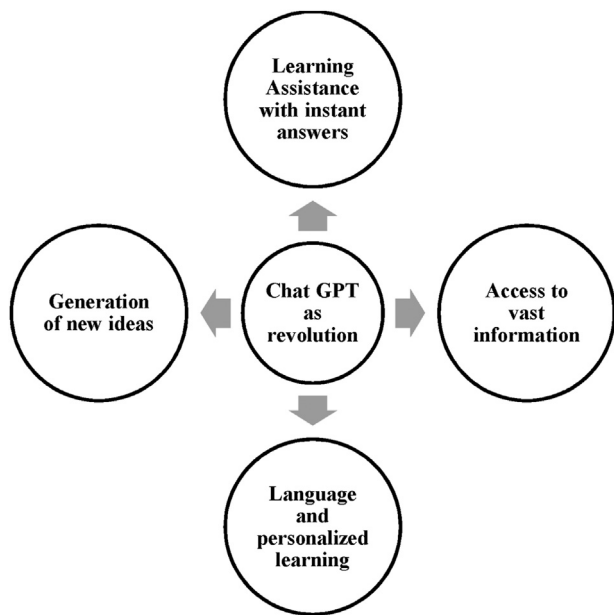 Learning
Assistance
with instant
answers
Generation
of new ideas
Chat GPT
as
revolution
Access to
vast
information
Language
and
personalized
learning